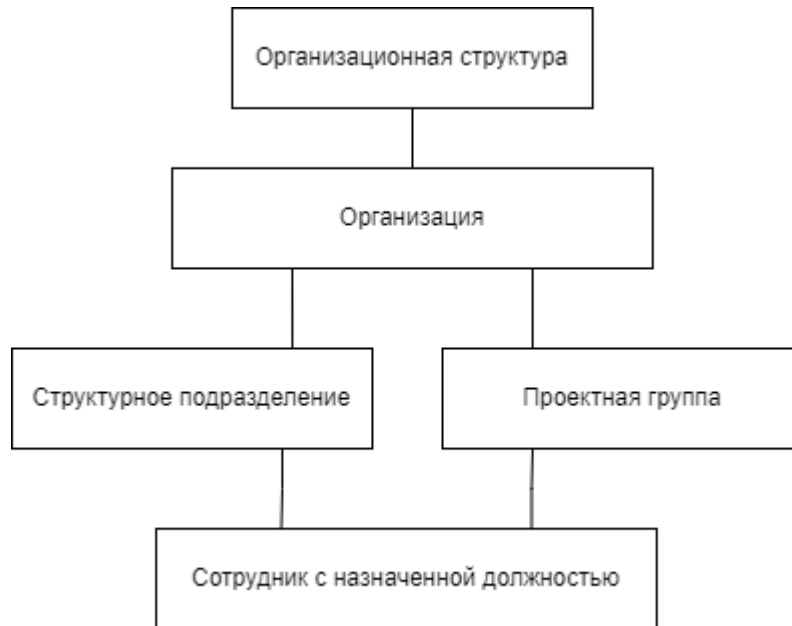 Организационная структура
Организация
Структурное подразделение
Проектная группа
Сотрудник с назначенной должностью